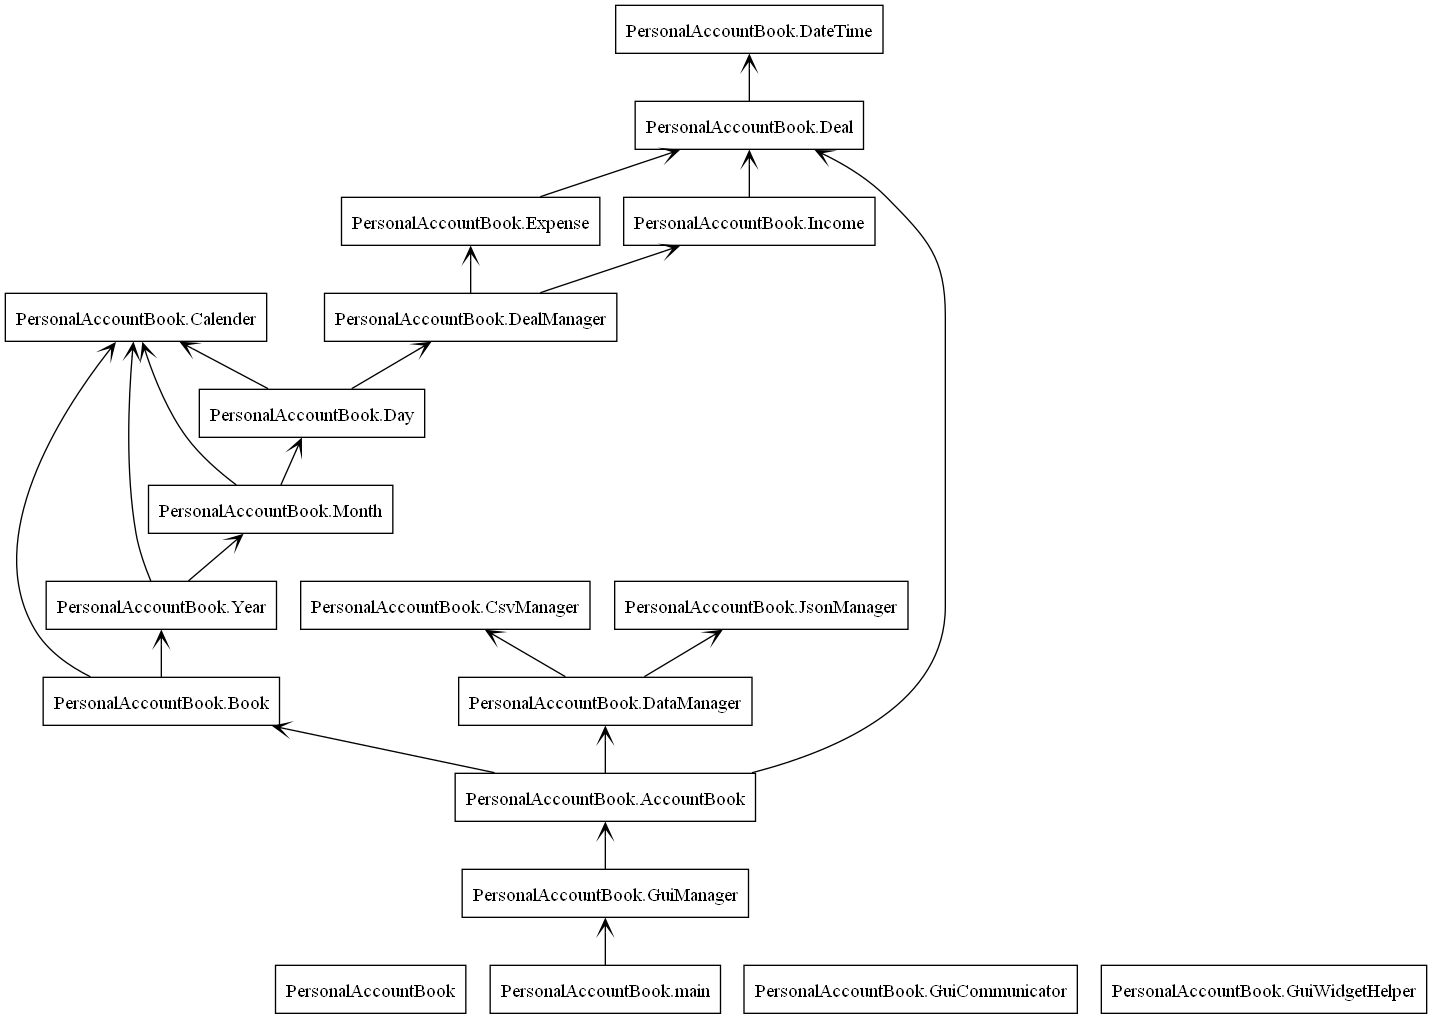 PersonalAccountBook.DateTime
PersonalAccountBook.Deal
PersonalAccountBook.Expense
PersonalAccountBook.Income
PersonalAccountBook.Calender
PersonalAccountBook.DealManager
PersonalAccountBook.Day
PersonalAccountBook.Month
PersonalAccountBook.Year
PersonalAccountBook.CsvManager
PersonalAccountBook.JsonManager
PersonalAccountBook.Book
PersonalAccountBook.DataManager
PersonalAccountBook.AccountBook
PersonalAccountBook.GuiManager
PersonalAccountBook
PersonalAccountBook.main
PersonalAccountBook.GuiCommunicator
PersonalAccountBook.GuiWidgetHelper